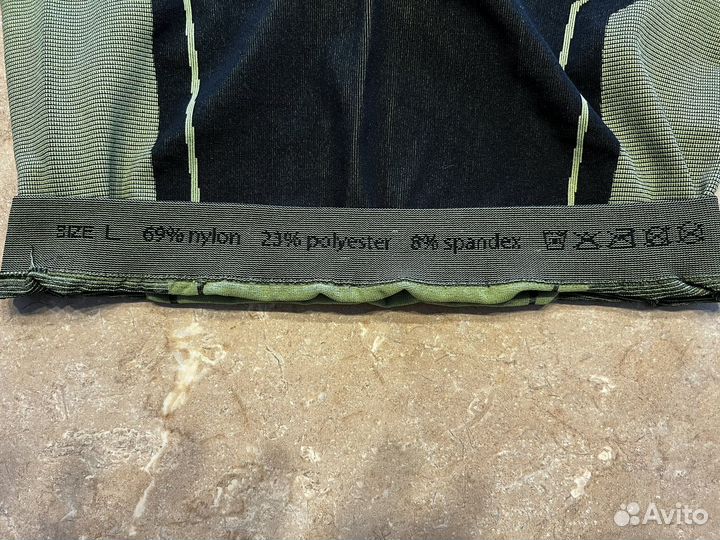 SIZE L 69% nylon 23% polyester 8% spandex
Avito